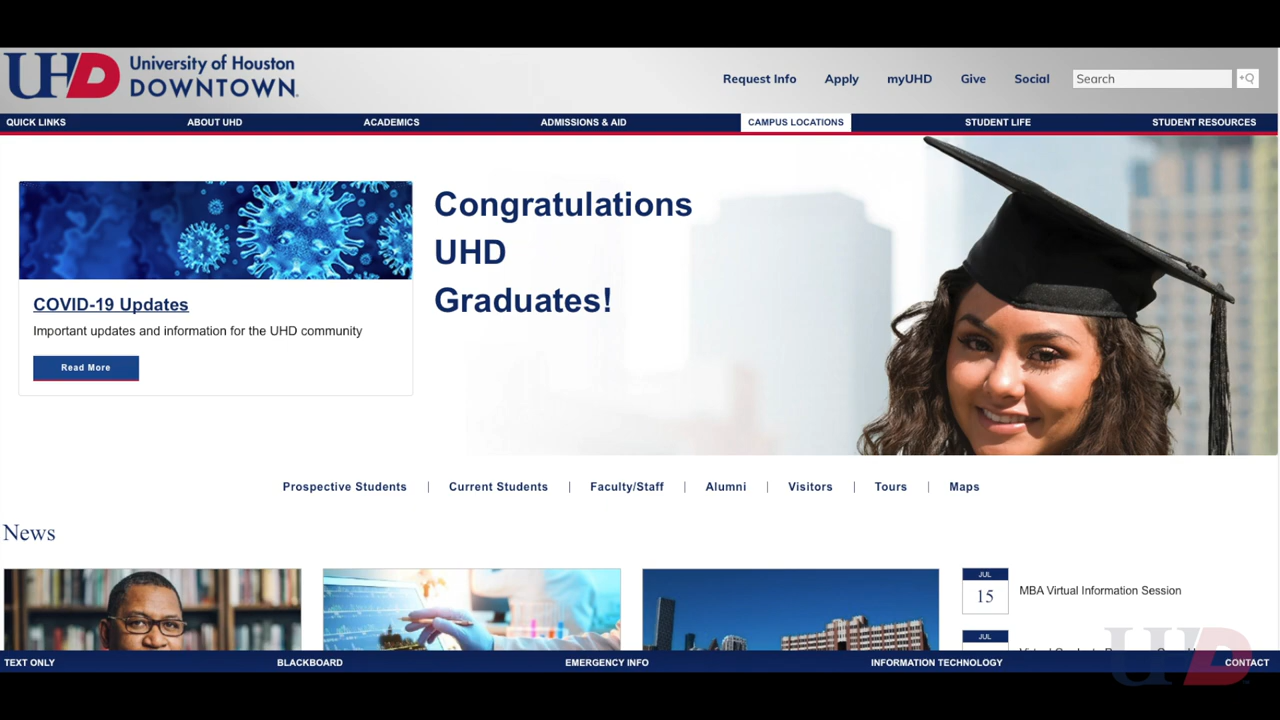 UHD University of Houston
DOWNTOWN
Request Info Apply myUHD Give Social Search
QUICK LINKS ABOUT UHD ACADEMICS ADMISSIONS & AID CAMPUS LOCATIONS STUDENT LIFE STUDENT RESOURCES
Congratulations
UHD
Graduates!
COVID-19 Updates
Important updates and information for the UHD community
Read More
Prospective Students | Current Students | Faculty/Staff | Alumni | Visitors | Tours | Maps
News
JUL
15 MBA Virtual Information Session
JUL
TEXT ONLY BLACKBOARD EMERGENCY INFO INFORMATION TECHNOLOGY CONTACT
UHD